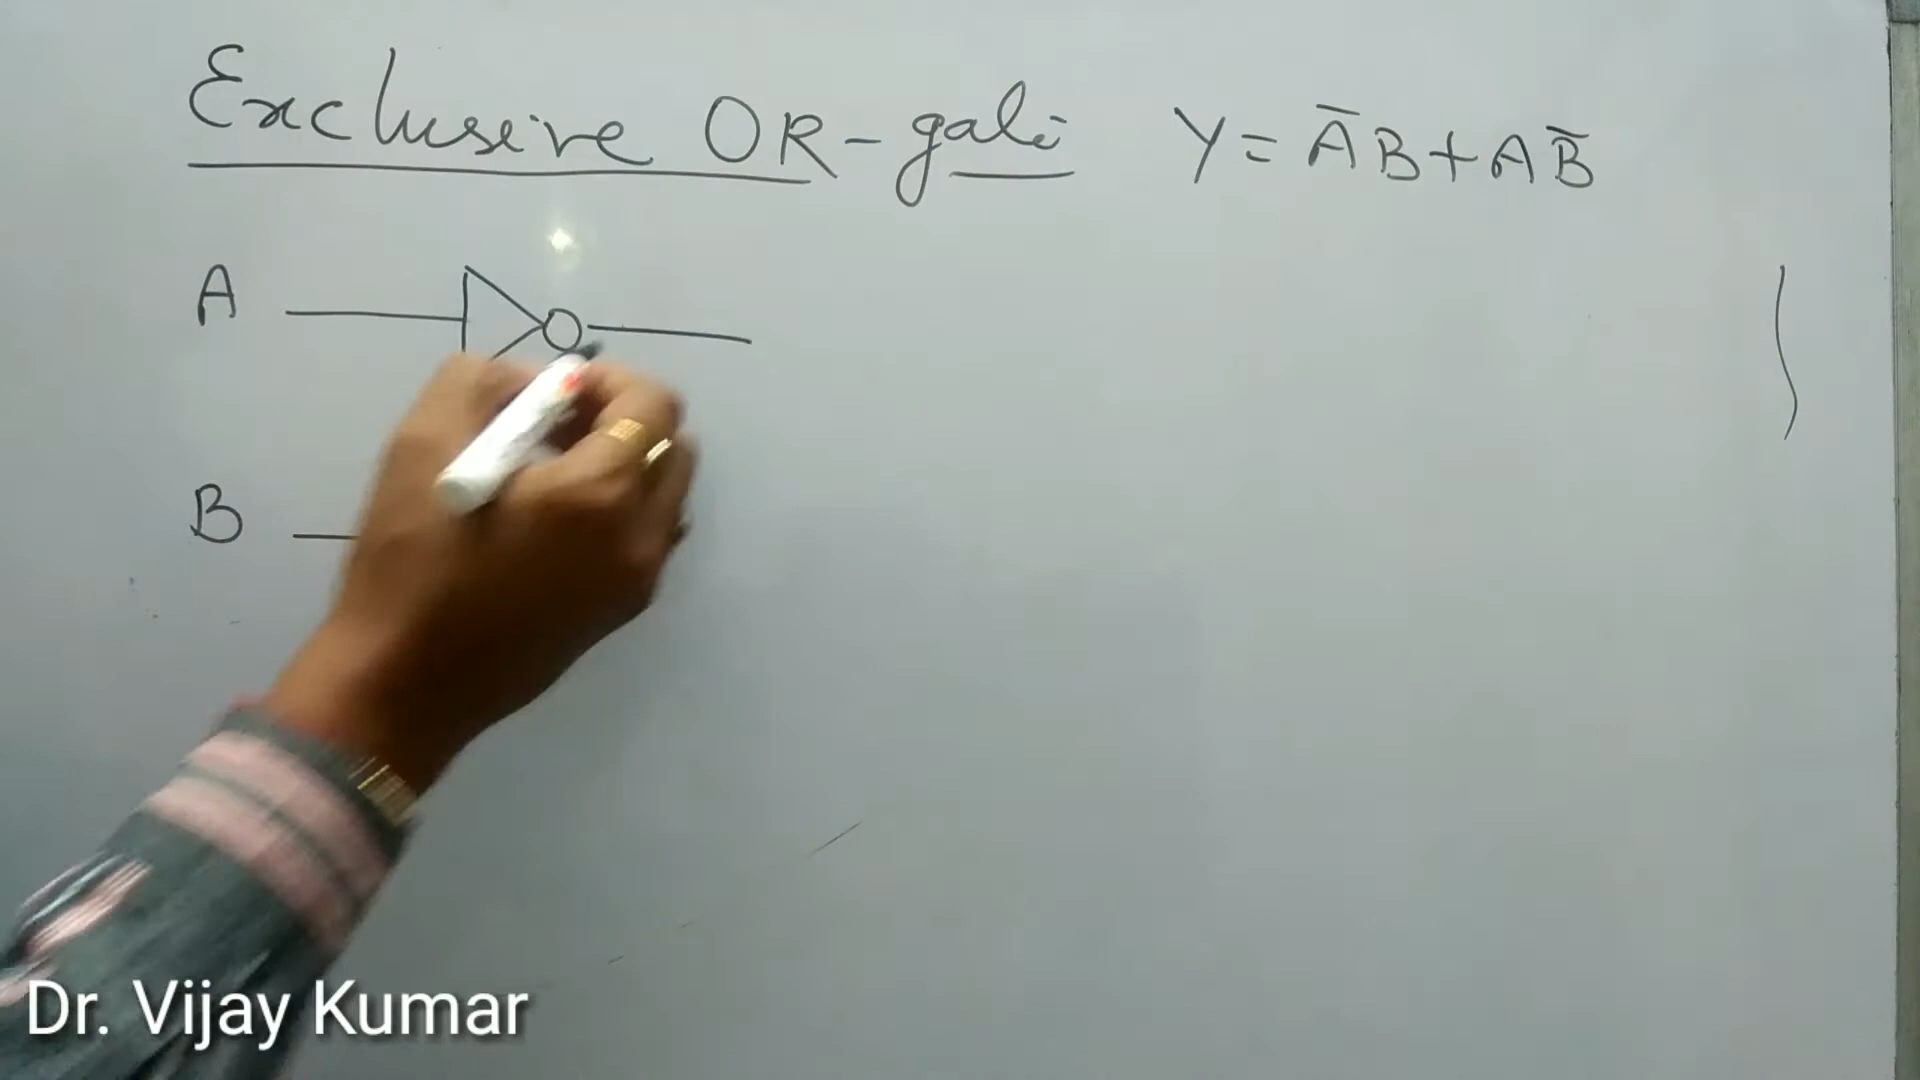 Exclusive OR-gate Y = A̅B + AB̅
A
B
Dr. Vijay Kumar